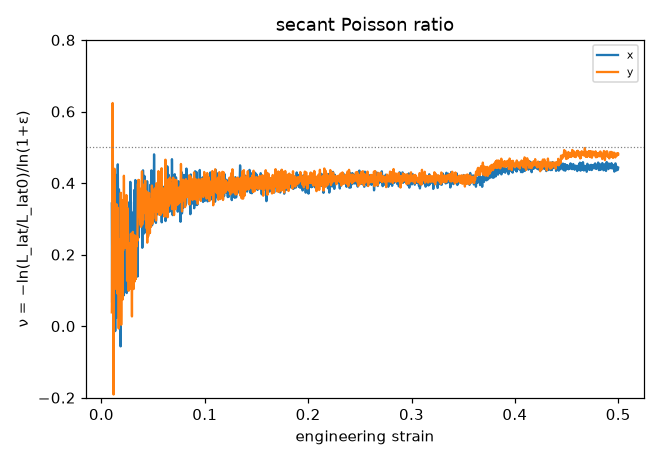 secant Poisson ratio
x
y
ν = −ln(L_lat/L_lat0)/ln(1+ε)
0.8
0.6
0.4
0.2
0.0
−0.2
0.0 0.1 0.2 0.3 0.4 0.5
engineering strain